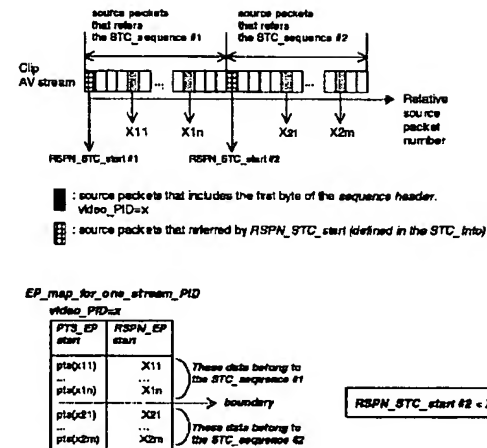 source packets
that refers
the STC_sequence #1
source packets
that refers
the STC_sequence #2
Clip
AV stream
... ... ... ...
Relative
source
packet
number
X11 X1n X21 X2m
RSPN_STC_start #1 RSPN_STC_start #2
: source packets that includes the first byte of the sequence header.
video_PID=x
: source packets that referred by RSPN_STC_start (defined in the STC_Info)
EP_map_for_one_stream_PID
video_PID=x
PTS_EP start RSPN_EP start
pts(x11) X11
... ...
pts(x1n) X1n
These data belong to
the STC_sequence #1
boundary
pts(x21) X21
... ...
pts(x2m) X2m
These data belong to
the STC_sequence #2
RSPN_STC_start #2 <